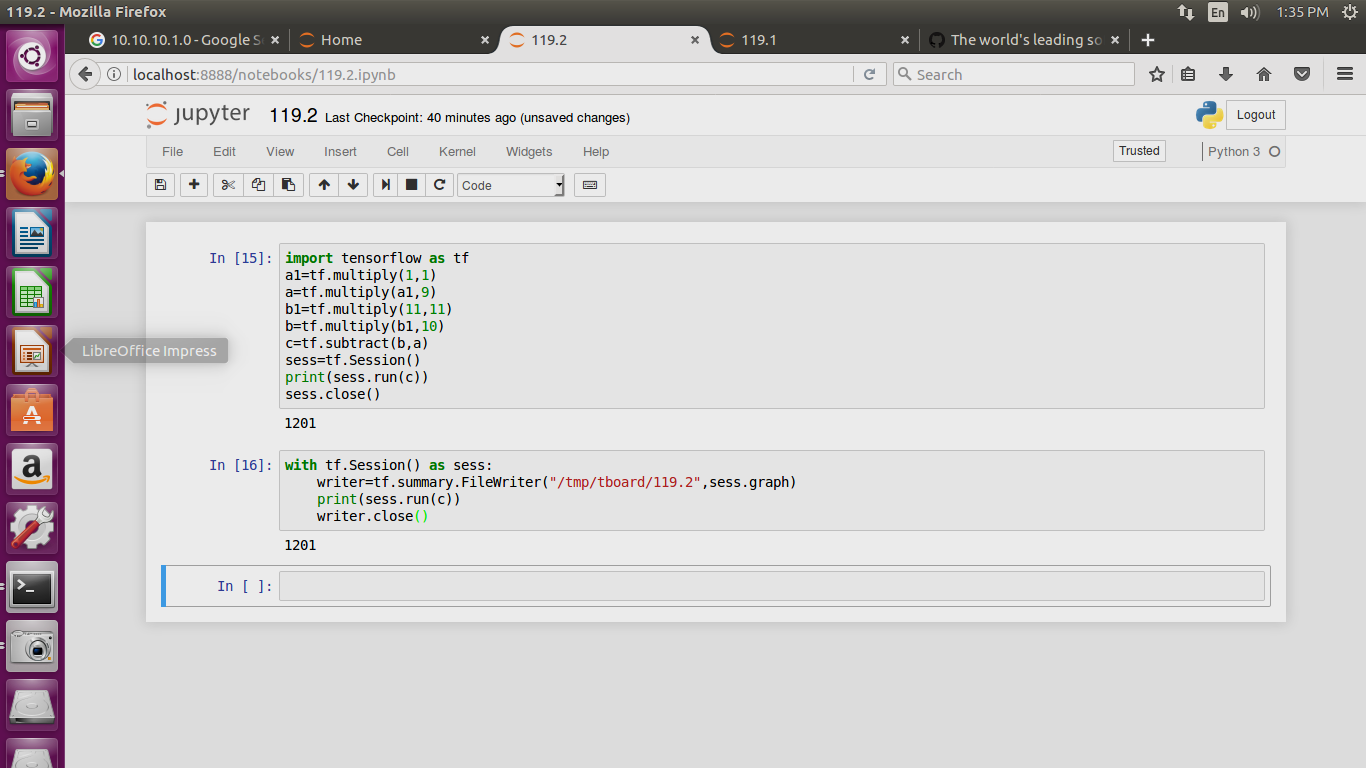 119.2 - Mozilla Firefox
En
1:35 PM
10.10.10.1.0 - Google Se
Home
119.2
119.1
The world's leading so
localhost:8888/notebooks/119.2.ipynb
Search
jupyter
119.2 Last Checkpoint: 40 minutes ago (unsaved changes)
Logout
File Edit View Insert Cell Kernel Widgets Help
Trusted
Python 3
Code
In [15]:
import tensorflow as tf
a1=tf.multiply(1,1)
a=tf.multiply(a1,9)
b1=tf.multiply(11,11)
b=tf.multiply(b1,10)
c=tf.subtract(b,a)
sess=tf.Session()
print(sess.run(c))
sess.close()
1201
LibreOffice Impress
In [16]:
with tf.Session() as sess:
    writer=tf.summary.FileWriter("/tmp/tboard/119.2",sess.graph)
    print(sess.run(c))
    writer.close()
1201
In [ ]: